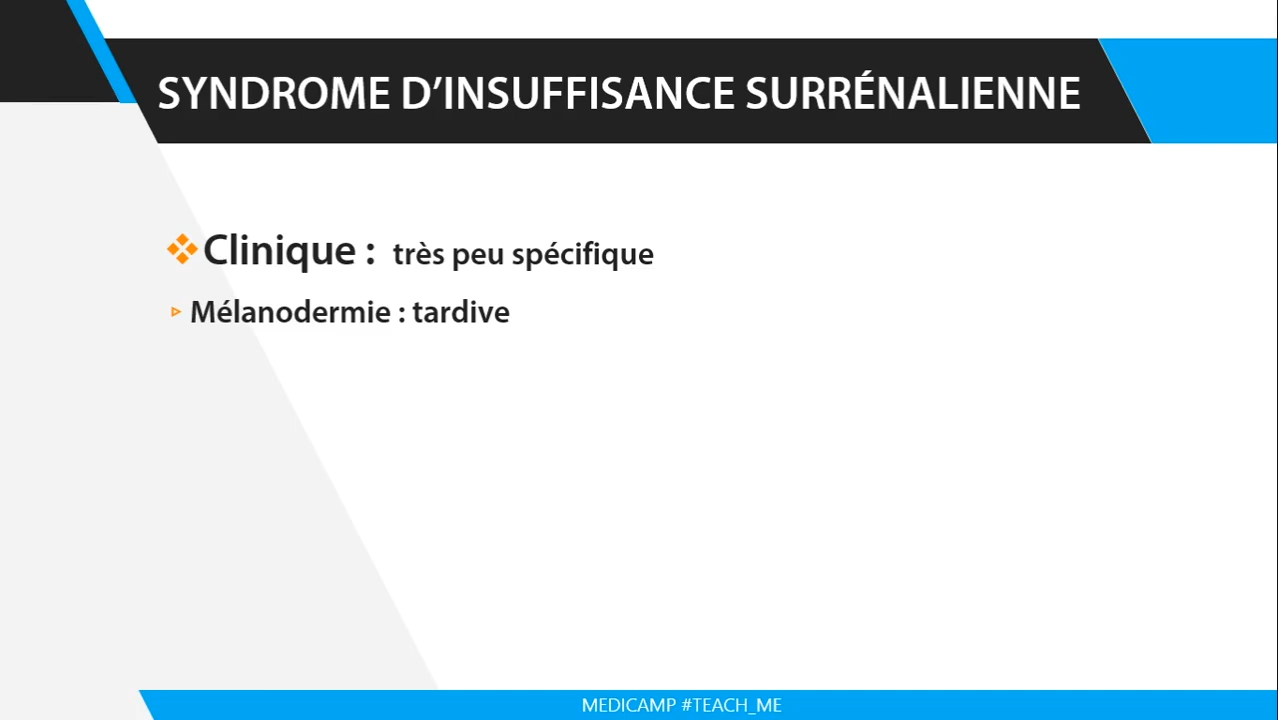 SYNDROME D’INSUFFISANCE SURRÉNALIENNE
Clinique : très peu spécifique
Mélanodermie : tardive
MEDICAMP #TEACH_ME